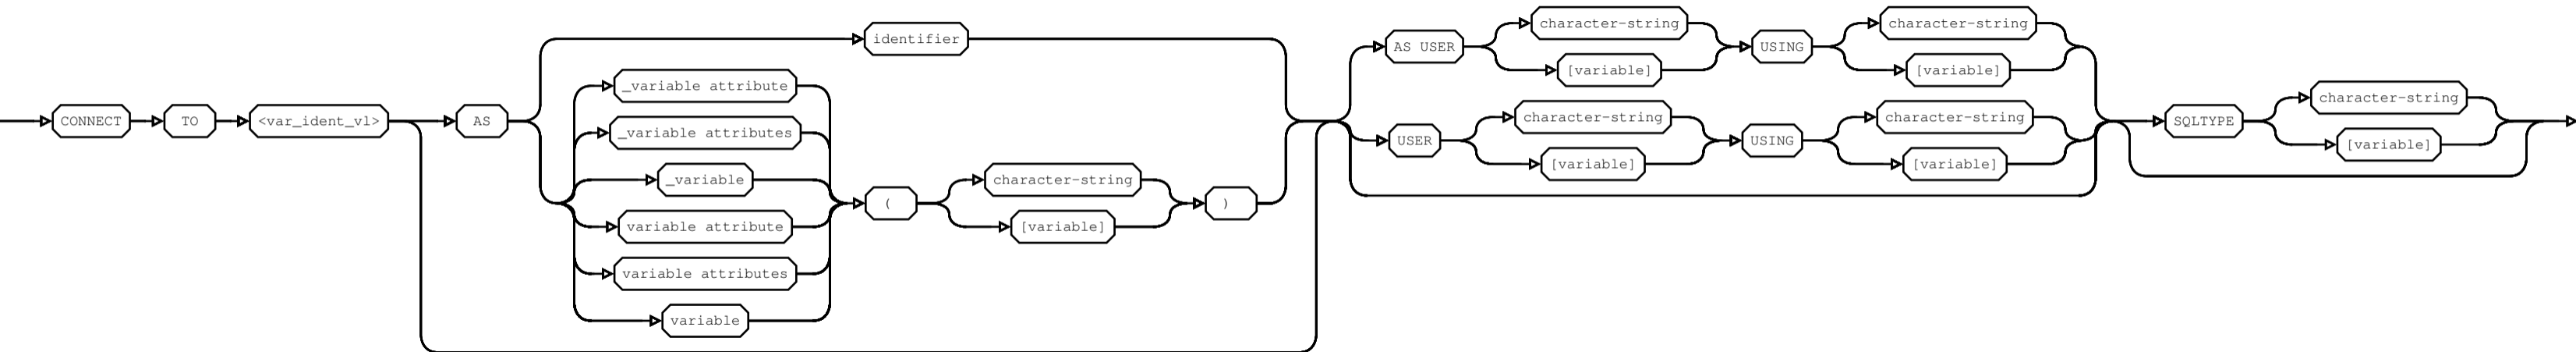 CONNECT
TO
<var_ident_vl>
AS
identifier
_variable attribute
_variable attributes
_variable
variable attribute
variable attributes
variable
(
character-string
[variable]
)
AS USER
character-string
[variable]
USING
character-string
[variable]
USER
character-string
[variable]
USING
character-string
[variable]
SQLTYPE
character-string
[variable]